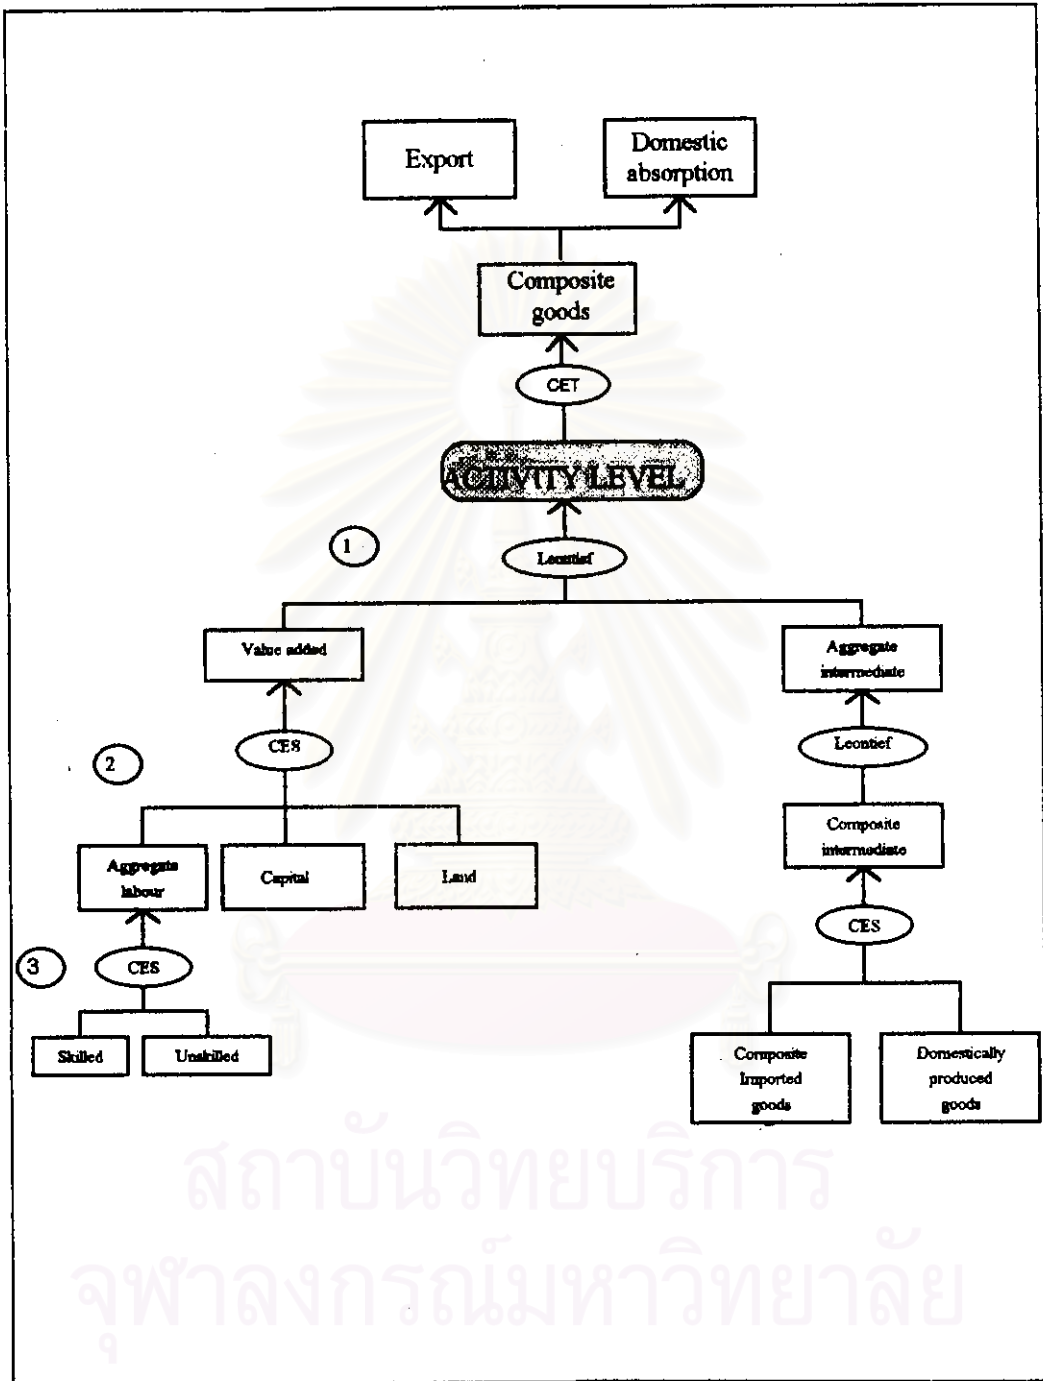 Export
Domestic
absorption
Composite
goods
CET
ACTIVITY LEVEL
1
Leontief
Value added
Aggregate
intermediate
CES
Leontief
2
Composite
intermediate
Aggregate
labour
Capital
Land
CES
3
CES
Skilled
Unskilled
Composite
Imported
goods
Domestically
produced
goods
สถาบันวิทยบริการ
จุฬาลงกรณ์มหาวิทยาลัย